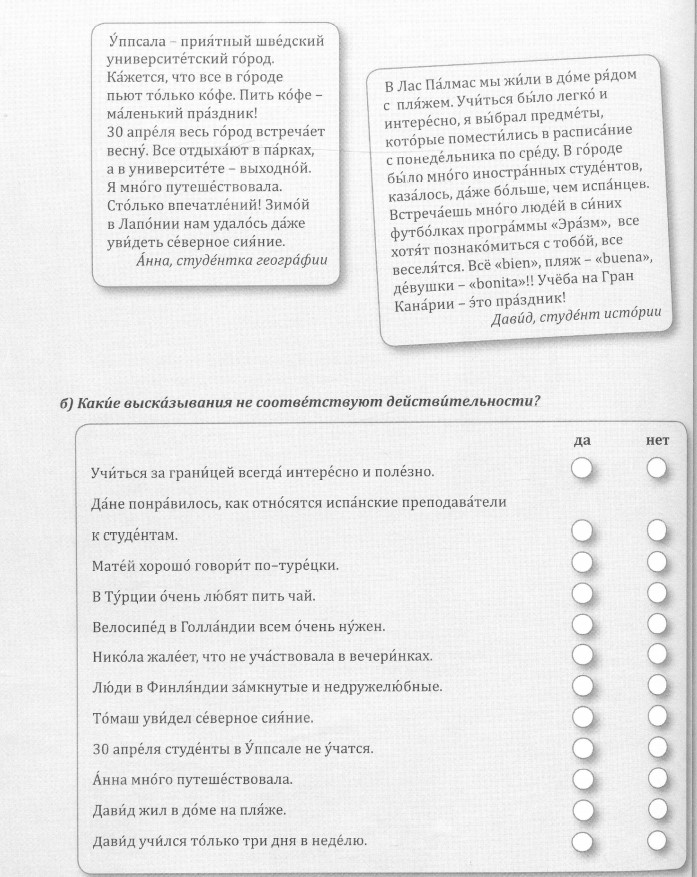 У́ппсала – прия́тный шве́дский
университе́тский го́род.
Ка́жется, что все в го́роде
пьют то́лько ко́фе. Пить ко́фе –
ма́ленький пра́здник!
30 апре́ля весь го́род встреча́ет
весну́. Все отдыха́ют в па́рках,
а в университе́те – выходно́й.
Я мно́го путеше́ствовала.
Сто́лько впечатле́ний! Зимо́й
в Лапо́нии нам удало́сь да́же
уви́деть се́верное сия́ние.
А́нна, студе́нтка геогра́фии
В Лас Па́лмас мы жи́ли в до́ме ря́дом
с пля́жем. Учи́ться бы́ло легко́ и
интере́сно, я вы́брал предме́ты,
кото́рые помести́лись в расписа́ние
с понеде́льника по сре́ду. В го́роде
бы́ло мно́го иностра́нных студе́нтов,
каза́лось, да́же бо́льше, чем испа́нцев.
Встреча́ешь мно́го люде́й в си́них
футбо́лках програ́ммы «Эра́зм», все
хотя́т познако́миться с тобо́й, все
веселя́тся. Всё «bien», пляж – «buena»,
де́вушки – «bonita»!! Учёба на Гран
Кана́рии – э́то пра́здник!
Дави́д, студе́нт исто́рии
б) Каки́е выска́зывания не соотве́тствуют действи́тельности?
да нет
Учи́ться за грани́цей всегда́ интере́сно и поле́зно.
Да́не понра́вилось, как отно́сятся испа́нские преподава́тели
к студе́нтам.
Мате́й хорошо́ говори́т по-туре́цки.
В Ту́рции о́чень лю́бят пить чай.
Велосипе́д в Голла́ндии всем о́чень ну́жен.
Нико́ла жале́ет, что не уча́ствовала в вечери́нках.
Лю́ди в Финля́ндии за́мкнутые и недружелю́бные.
То́маш уви́дел се́верное сия́ние.
30 апре́ля студе́нты в У́ппсале не у́чатся.
А́нна мно́го путеше́ствовала.
Дави́д жил в до́ме на пля́же.
Дави́д учи́лся то́лько три дня в неде́лю.